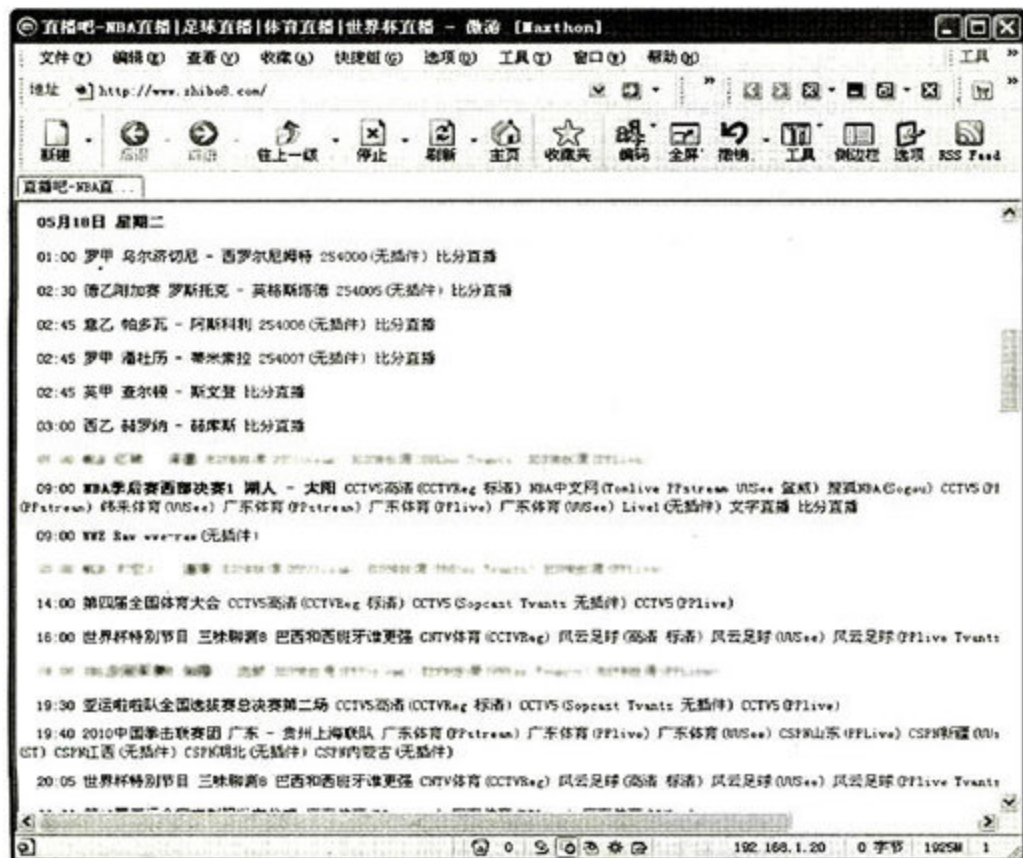 直播吧-NBA直播|足球直播|体育直播|世界杯直播 - 傲游 [Maxthon]
文件(F) 编辑(E) 查看(V) 收藏(A) 快捷组(G) 选项(O) 工具(T) 窗口(W) 帮助(H) 工具 »
地址 http://www.zhibo8.com/
新建 后退 前进 往上一级 停止 刷新 主页 收藏夹 编码 全屏 撤销 工具 侧边栏 选项 RSS Feed
直播吧-NBA直...
05月18日 星期二
01:00 罗甲 乌尔济切尼 - 西罗尔尼姆特 254000(无插件) 比分直播
02:30 德乙附加赛 罗斯托克 - 英格斯塔德 254005(无插件) 比分直播
02:45 意乙 帕多瓦 - 阿斯科利 254006(无插件) 比分直播
02:45 罗甲 潘杜历 - 蒂米索拉 254007(无插件) 比分直播
02:45 英甲 查尔顿 - 斯文登 比分直播
03:00 西乙 赫罗纳 - 赫库斯 比分直播
09:00 NBA季后赛西部决赛1 湖人 - 太阳 CCTV5高清(CCTVReg 标清) NBA中文网(Tomlive PPstream UUSee 篮板) 搜狐NBA(Sogou) CCTV5(PP
(PPstream) 纬来体育(UUSee) 广东体育(PPstream) 广东体育(PPlive) 广东体育(UUSee) Live1(无插件) 文字直播 比分直播
09:00 WWE Raw wwe-raw(无插件)
14:00 第四届全国体育大会 CCTV5高清(CCTVReg 标清) CCTV5(Sopcast Tvants 无插件) CCTV5(PPlive)
16:00 世界杯特别节目 三味聊测8 巴西和西班牙谁更强 CNTV体育(CCTVReg) 风云足球(高清 标清) 风云足球(UUSee) 风云足球(PPlive Tvants
19:30 亚运啦啦队全国选拔赛总决赛第二场 CCTV5高清(CCTVReg 标清) CCTV5(Sopcast Tvants 无插件) CCTV5(PPlive)
19:40 2010中国拳击联赛团 广东 - 贵州上海联队 广东体育(PPstream) 广东体育(PPlive) 广东体育(UUSee) CSPN山东(PPLive) CSPN新疆(UUs
(ST) CSPN江西(无插件) CSPN湖北(无插件) CSPN内蒙古(无插件)
20:05 世界杯特别节目 三味聊测8 巴西和西班牙谁更强 CNTV体育(CCTVReg) 风云足球(高清 标清) 风云足球(UUSee) 风云足球(PPlive Tvants
0 192.168.1.20 0 字节 1925M 1